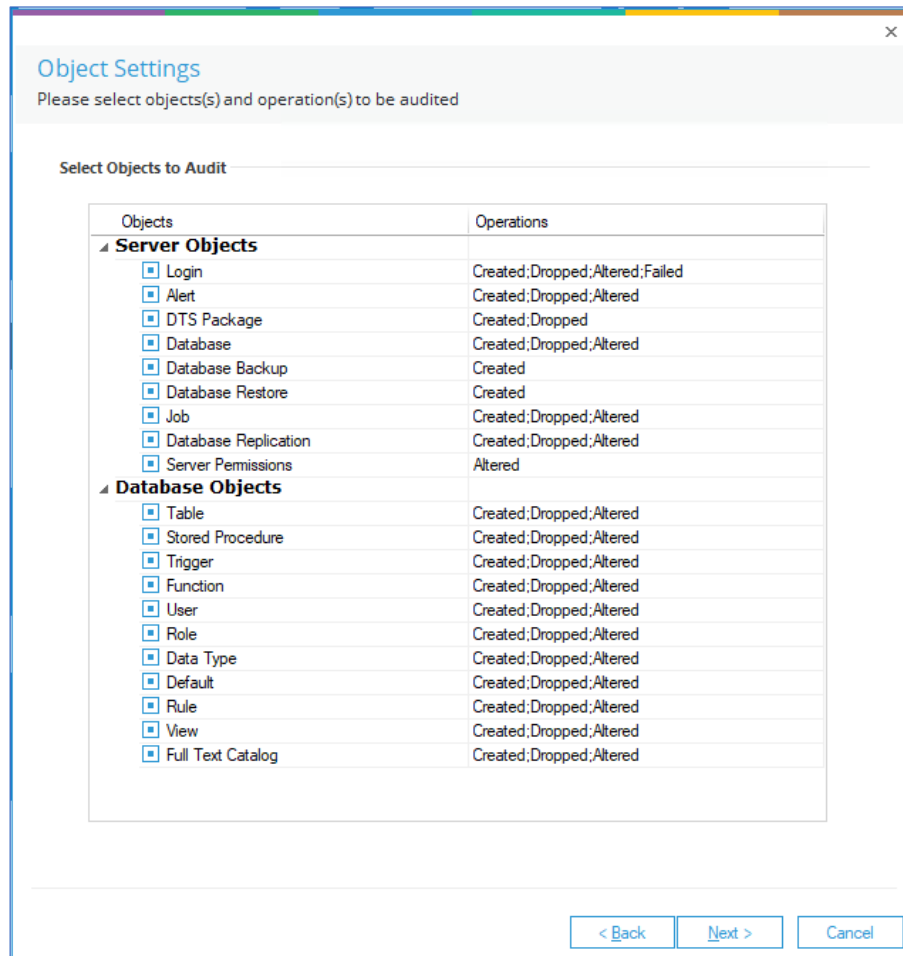 Object Settings
Please select objects(s) and operation(s) to be audited
Select Objects to Audit
Objects Operations
Server Objects
Login Created;Dropped;Altered;Failed
Alert Created;Dropped;Altered
DTS Package Created;Dropped
Database Created;Dropped;Altered
Database Backup Created
Database Restore Created
Job Created;Dropped;Altered
Database Replication Created;Dropped;Altered
Server Permissions Altered
Database Objects
Table Created;Dropped;Altered
Stored Procedure Created;Dropped;Altered
Trigger Created;Dropped;Altered
Function Created;Dropped;Altered
User Created;Dropped;Altered
Role Created;Dropped;Altered
Data Type Created;Dropped;Altered
Default Created;Dropped;Altered
Rule Created;Dropped;Altered
View Created;Dropped;Altered
Full Text Catalog Created;Dropped;Altered
< Back Next > Cancel